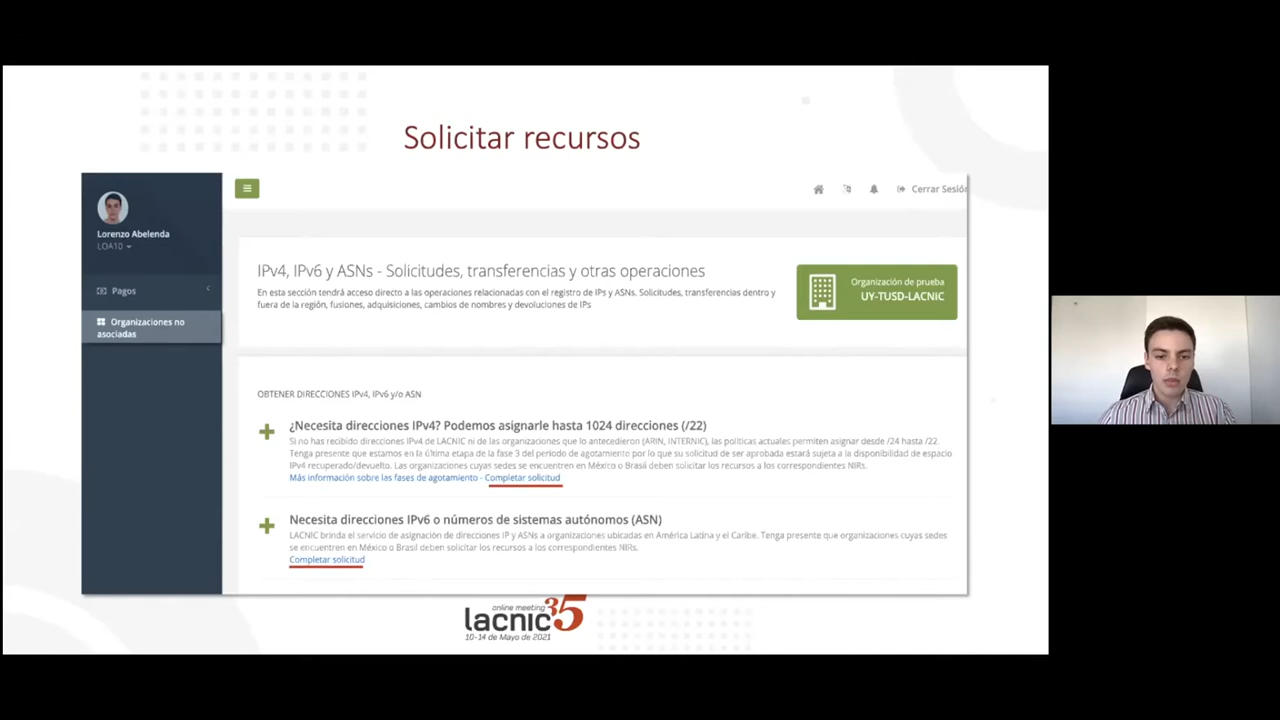 Solicitar recursos
Lorenzo Abelenda
LOA10
Pagos
Organizaciones no
asociadas
Cerrar Sesión
IPv4, IPv6 y ASNs - Solicitudes, transferencias y otras operaciones
En esta sección tendrá acceso directo a las operaciones relacionadas con el registro de IPs y ASNs. Solicitudes, transferencias dentro y
fuera de la región, fusiones, adquisiciones, cambios de nombres y devoluciones de IPs
Organización de prueba
UY-TUSD-LACNIC
OBTENER DIRECCIONES IPv4, IPv6 y/o ASN
¿Necesita direcciones IPv4? Podemos asignarle hasta 1024 direcciones (/22)
Si no has recibido direcciones IPv4 de LACNIC ni de las organizaciones que lo antecedieron (ARIN, INTERNIC), las políticas actuales permiten asignar desde /24 hasta /22.
Tenga presente que estamos en la última etapa de la fase 3 del periodo de agotamiento por lo que su solicitud de ser aprobada estará sujeta a la disponibilidad de espacio
IPv4 recuperado/devuelto. Las organizaciones cuyas sedes se encuentren en México o Brasil deben solicitar los recursos a los correspondientes NIRs.
Más información sobre las fases de agotamiento - Completar solicitud
Necesita direcciones IPv6 o números de sistemas autónomos (ASN)
LACNIC brinda el servicio de asignación de direcciones IP y ASNs a organizaciones ubicadas en América Latina y el Caribe. Tenga presente que organizaciones cuyas sedes
se encuentren en México o Brasil deben solicitar los recursos a los correspondientes NIRs.
Completar solicitud
online meeting
lacnic 35
10-14 de Mayo de 2021